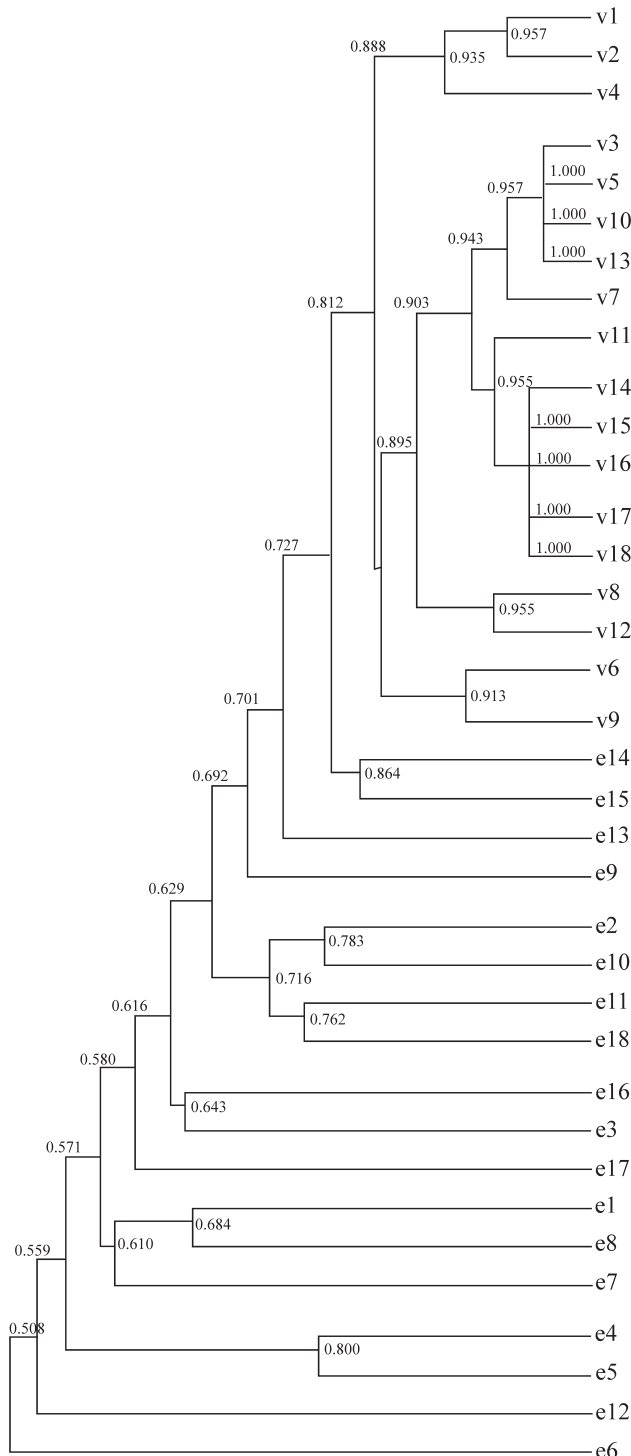 v1
0.957
0.888
v2
0.935
v4
v3
1.000
v5
0.957
1.000
v10
0.943
1.000
v13
v7
0.812
0.903
v11
0.955
v14
1.000
v15
0.895
1.000
v16
1.000
v17
0.727
1.000
v18
v8
0.955
v12
v6
0.701
0.913
v9
e14
0.692
0.864
e15
e13
e9
0.629
e2
0.783
e10
0.716
e11
0.616
0.762
e18
0.580
e16
0.643
e3
0.571
e17
e1
0.684
0.610
e8
0.559
e7
0.508
e4
0.800
e5
e12
e6